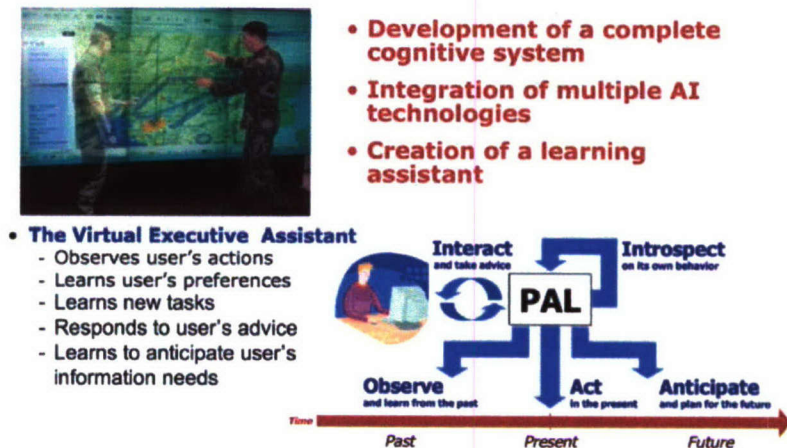 • Development of a complete
cognitive system
• Integration of multiple AI
technologies
• Creation of a learning
assistant
• The Virtual Executive Assistant
- Observes user's actions
- Learns user's preferences
- Learns new tasks
- Responds to user's advice
- Learns to anticipate user's
information needs
Interact
and take advice
Introspect
on its own behavior
PAL
Observe
and learn from the past
Act
in the present
Anticipate
and plan for the future
Time
Past
Present
Future